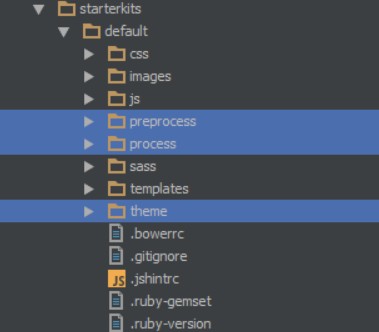 starterkits
default
css
images
js
preprocess
process
sass
templates
theme
.bowerrc
.gitignore
JS .jshintrc
.ruby-gemset
.ruby-version